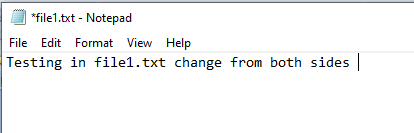 *file1.txt - Notepad
File Edit Format View Help
Testing in file1.txt change from both sides